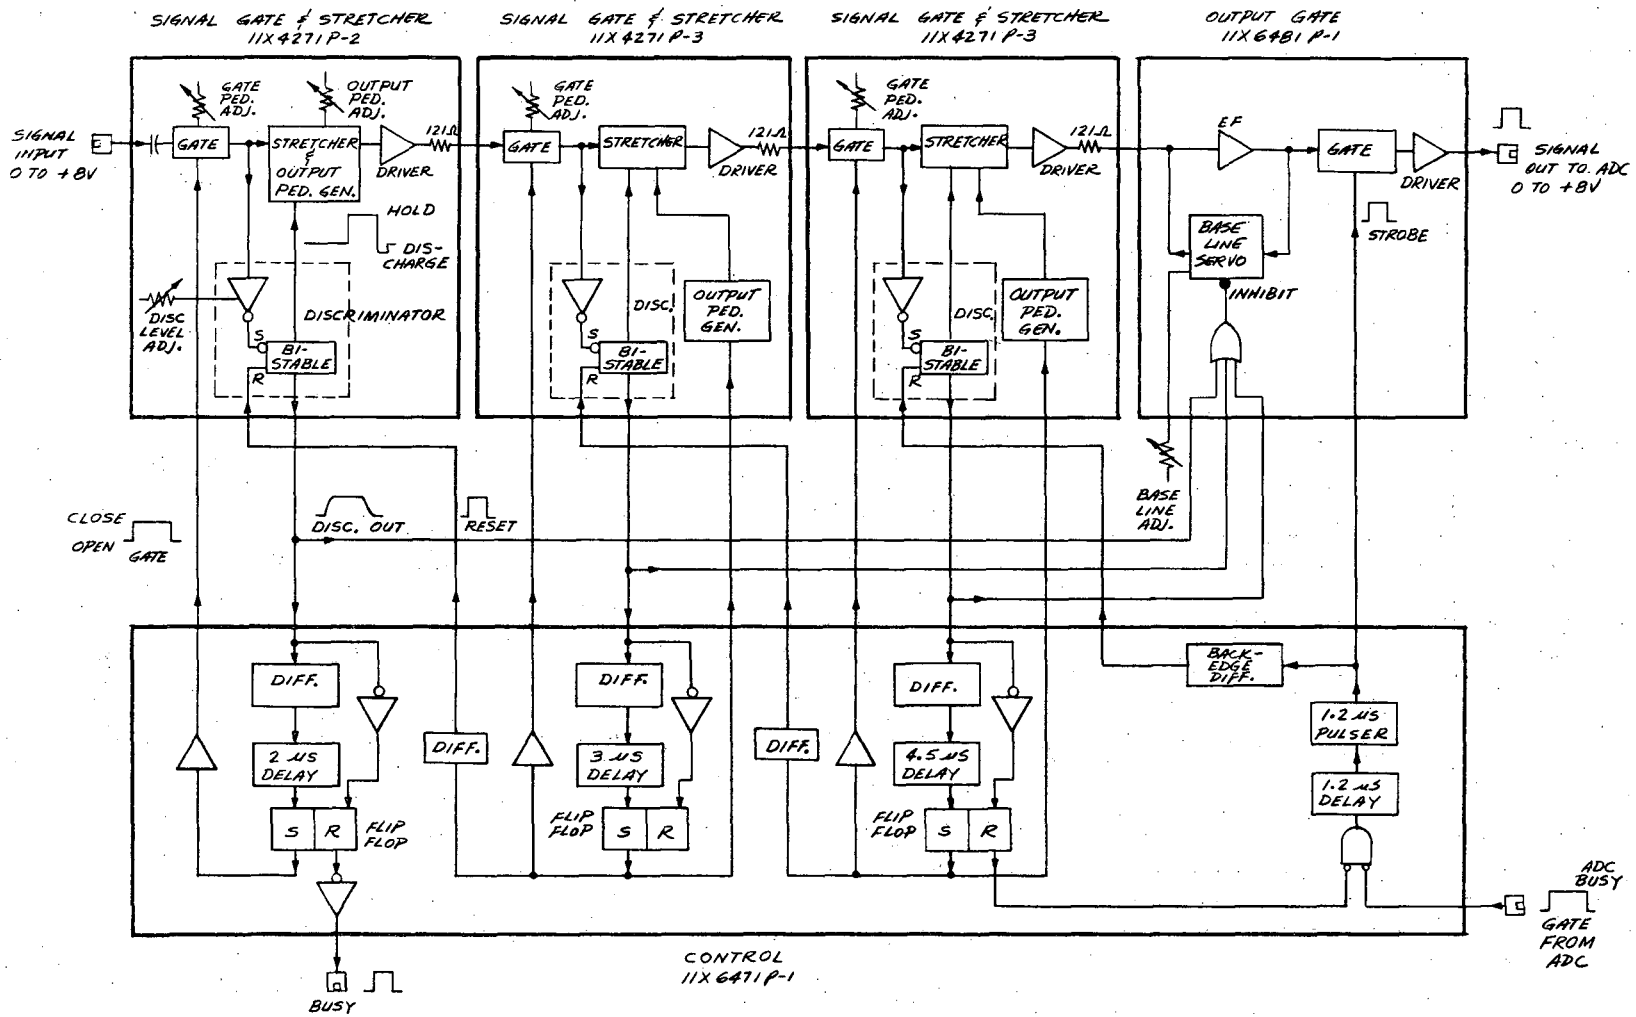 SIGNAL GATE & STRETCHER
11X4271P-2
SIGNAL GATE & STRETCHER
11X4271P-3
SIGNAL GATE & STRETCHER
11X4271P-3
OUTPUT GATE
11X6481P-1
SIGNAL
INPUT
0 TO +8V
GATE
PED.
ADJ.
OUTPUT
PED.
ADJ.
GATE
STRETCHER
&
OUTPUT
PED. GEN.
121Ω
DRIVER
HOLD
DIS-
CHARGE
DISC
LEVEL
ADJ.
DISCRIMINATOR
S
BI-
STABLE
R
GATE
PED.
ADJ.
GATE
STRETCHER
121Ω
DRIVER
DISC.
OUTPUT
PED.
GEN.
S
BI-
STABLE
R
GATE
PED.
ADJ.
GATE
STRETCHER
121Ω
DRIVER
DISC.
OUTPUT
PED.
GEN.
S
BI-
STABLE
R
EF
GATE
DRIVER
SIGNAL
OUT TO ADC
0 TO +8V
STROBE
BASE
LINE
SERVO
INHIBIT
BASE
LINE
ADJ.
CLOSE
OPEN
GATE
DISC. OUT
RESET
DIFF.
2 µS
DELAY
S R
FLIP
FLOP
DIFF.
DIFF.
3 µS
DELAY
FLIP
FLOP
S R
DIFF.
DIFF.
4.5 µS
DELAY
FLIP
FLOP
S R
BACK-
EDGE
DIFF.
1.2 µS
PULSER
1.2 µS
DELAY
ADC
BUSY
GATE
FROM
ADC
CONTROL
11X6471P-1
BUSY